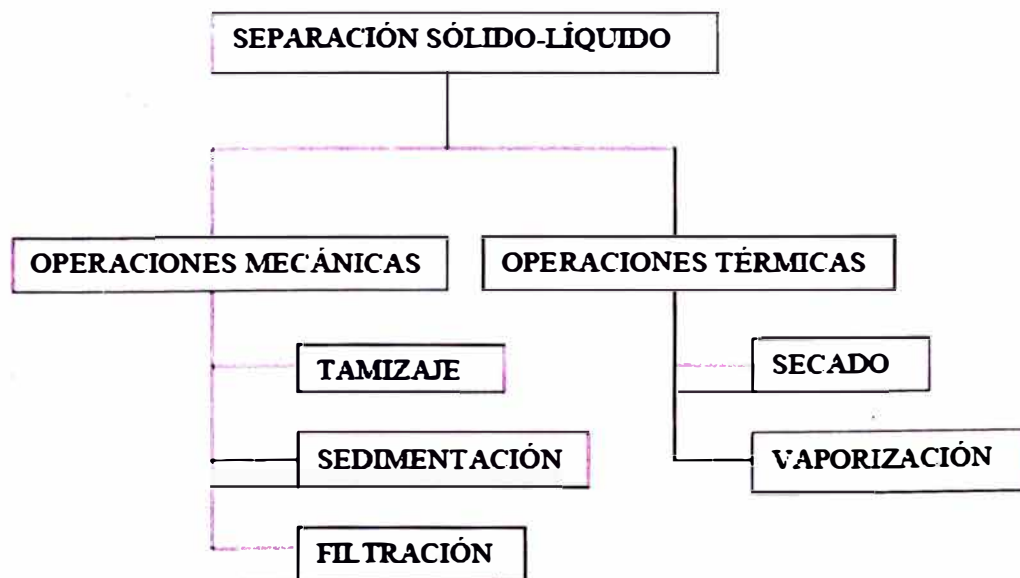 SEPARACIÓN SÓLIDO-LÍQUIDO
OPERACIONES MECÁNICAS
OPERACIONES TÉRMICAS
TAMIZAJE
SECADO
SEDIMENTACIÓN
VAPORIZACIÓN
FILTRACIÓN